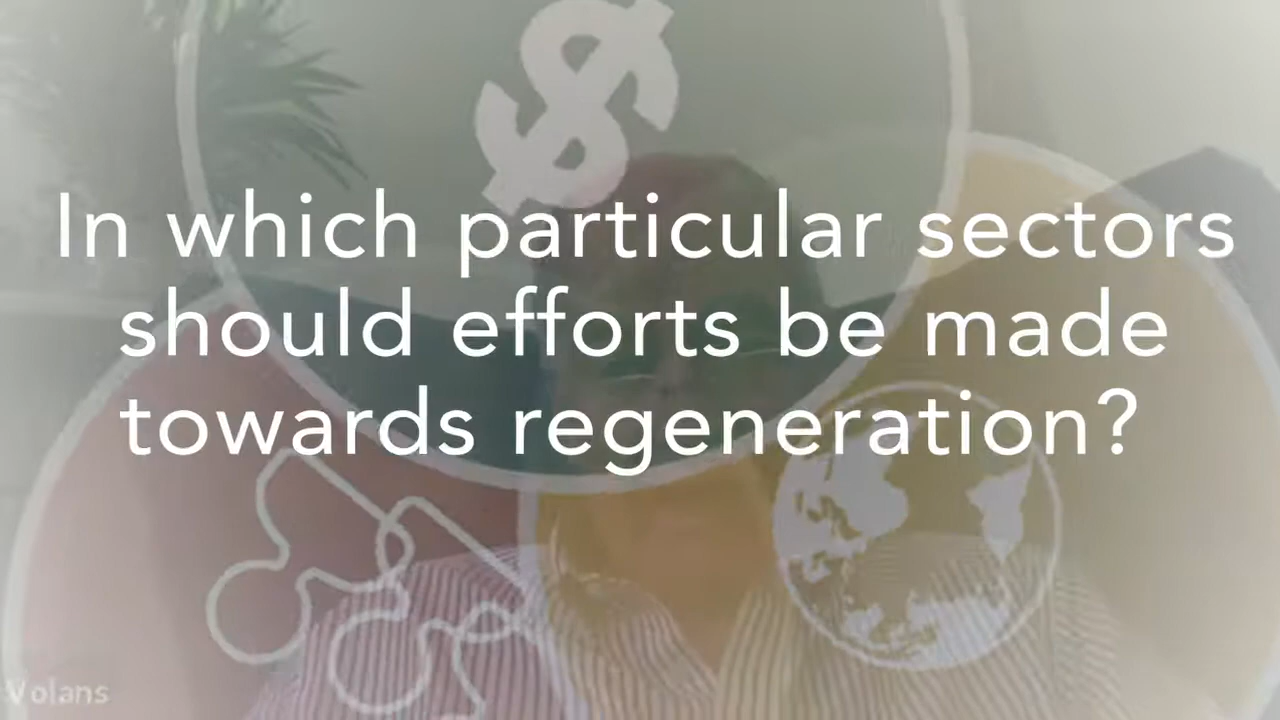 In which particular sectors
should efforts be made
towards regeneration?
Volans